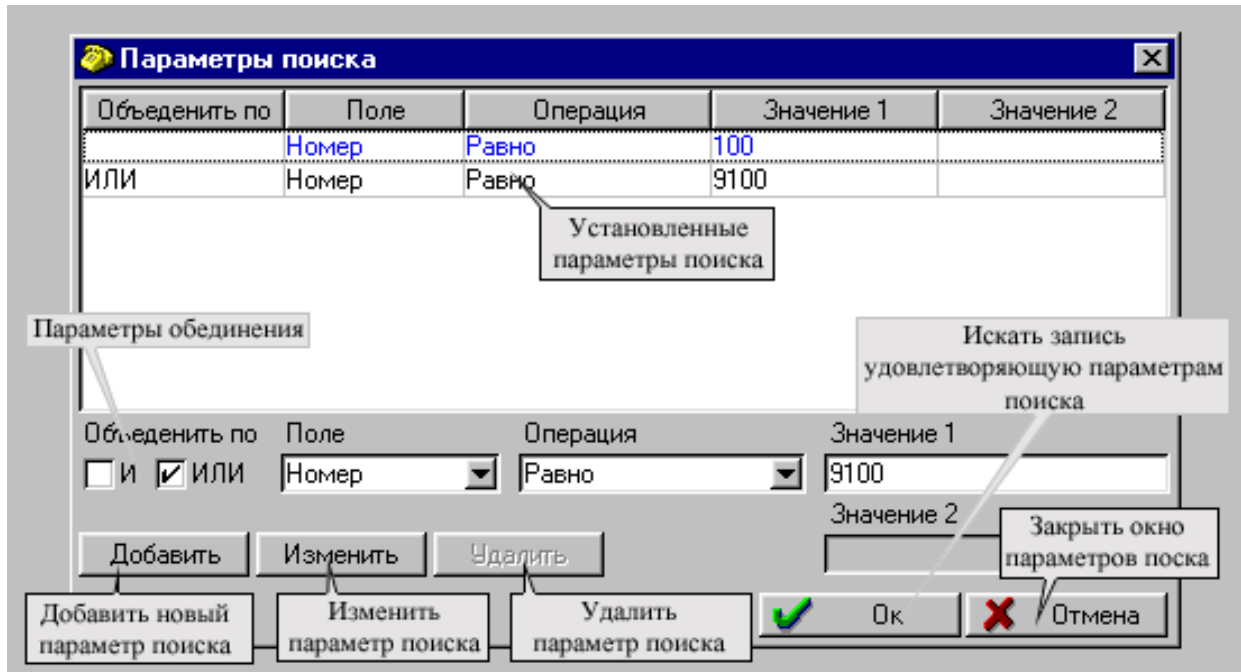 Параметры поиска
Объеденить по Поле Операция Значение 1 Значение 2
Номер Равно 100
ИЛИ Номер Равно 9100
Установленные
параметры поиска
Параметры обединения
Искать запись
удовлетворяющую параметрам
поиска
Объеденить по Поле Операция Значение 1
И ИЛИ Номер Равно 9100
Значение 2
Закрыть окно
параметров поска
Добавить Изменить Удалить
Добавить новый
параметр поиска
Изменить
параметр поиска
Удалить
параметр поиска
Ок Отмена